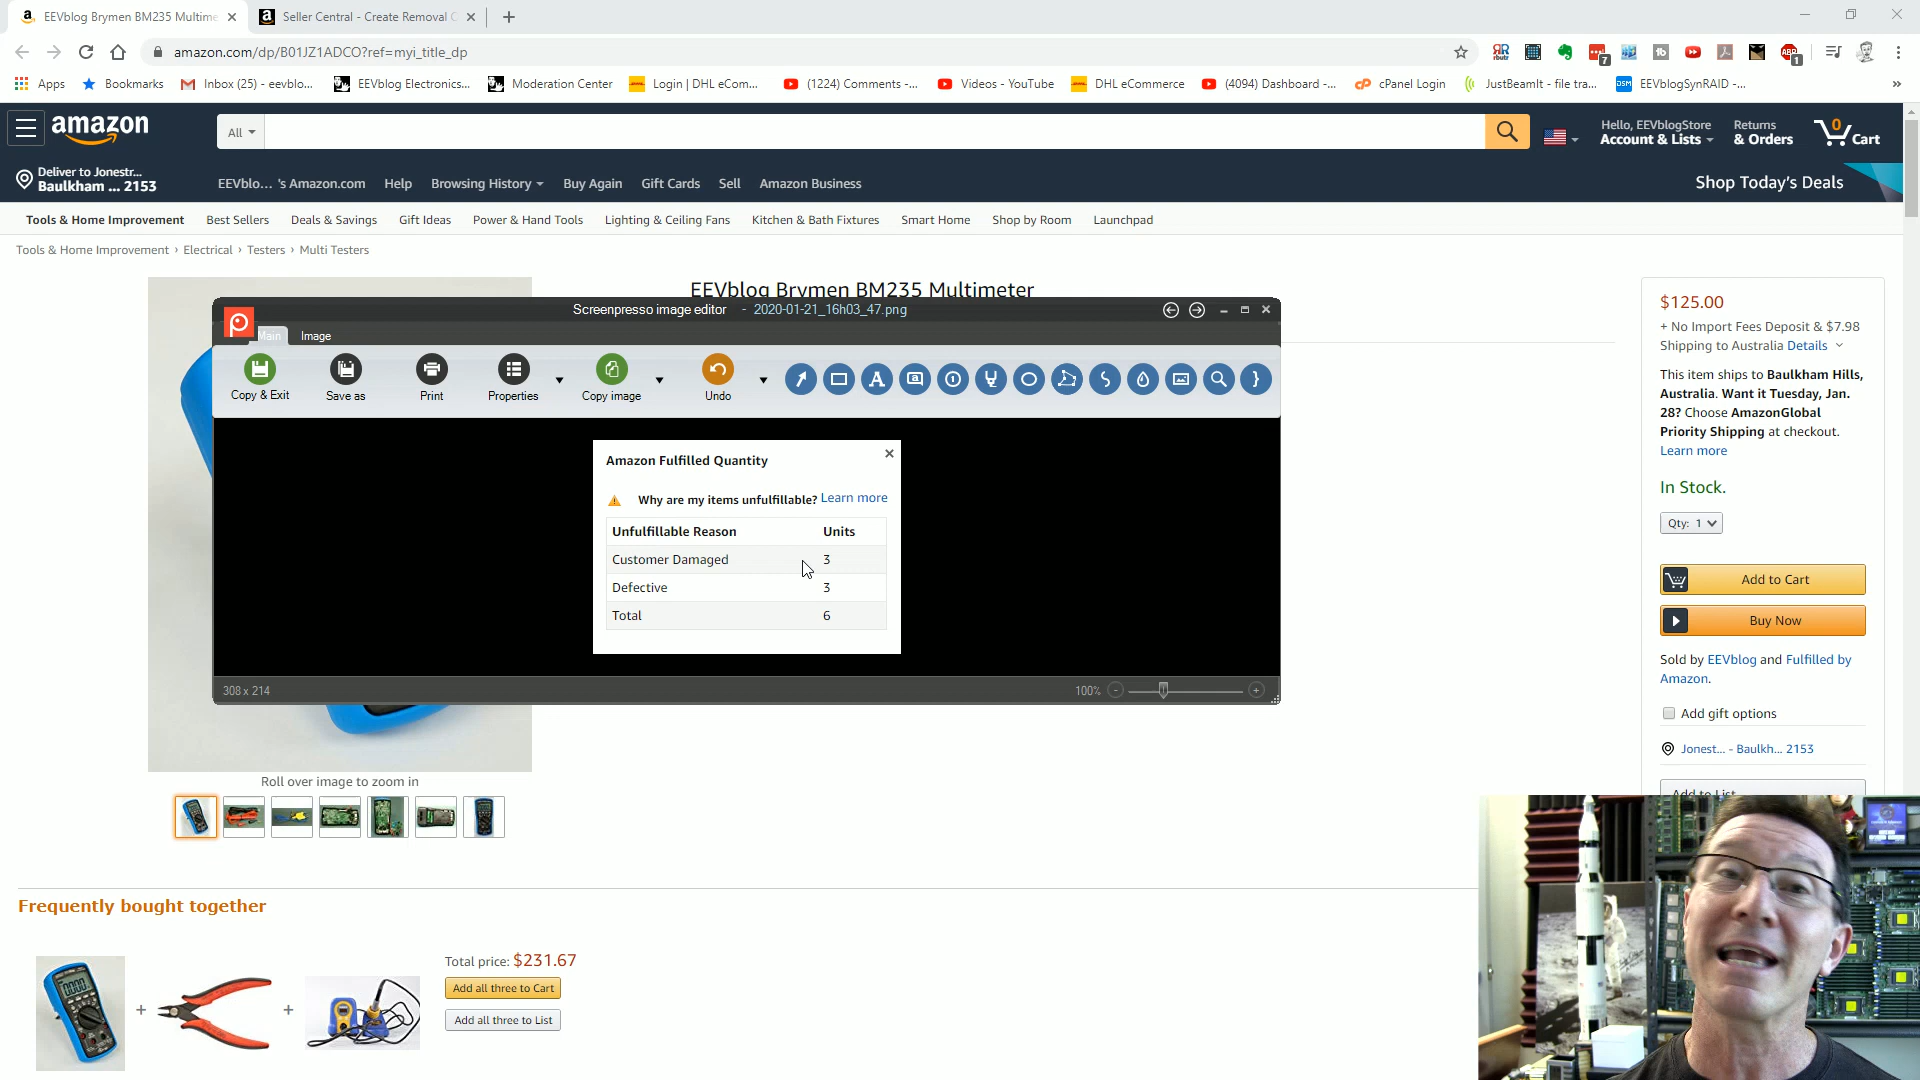 EEVblog Brymen BM235 Multime
Seller Central - Create Removal O
amazon.com/dp/B01JZ1ADCO?ref=myi_title_dp
7
1
Apps
Bookmarks
Inbox (25) - eevblo...
EEVblog Electronics...
Moderation Center
Login | DHL eCom...
(1224) Comments -...
Videos - YouTube
DHL eCommerce
(4094) Dashboard -...
cPanel Login
JustBeamIt - file tra...
EEVblogSynRAID -...
»
amazon
All
Hello, EEVblogStore
Account & Lists
Returns
& Orders
0
Cart
Deliver to Jonestr...
Baulkham ... 2153
EEVblo... 's Amazon.com
Help
Browsing History
Buy Again
Gift Cards
Sell
Amazon Business
Shop Today's Deals
Tools & Home Improvement
Best Sellers
Deals & Savings
Gift Ideas
Power & Hand Tools
Lighting & Ceiling Fans
Kitchen & Bath Fixtures
Smart Home
Shop by Room
Launchpad
Tools & Home Improvement › Electrical › Testers › Multi Testers
EEVblog Brymen BM235 Multimeter
Screenpresso image editor - 2020-01-21_16h03_47.png
Main
Image
Copy & Exit
Save as
Print
Properties
Copy image
Undo
Amazon Fulfilled Quantity
Why are my items unfulfillable? Learn more
Unfulfillable Reason Units
Customer Damaged 3
Defective 3
Total 6
308 x 214
100%
$125.00
+ No Import Fees Deposit & $7.98
Shipping to Australia Details
This item ships to Baulkham Hills,
Australia. Want it Tuesday, Jan.
28? Choose AmazonGlobal
Priority Shipping at checkout.
Learn more
In Stock.
Qty: 1
Add to Cart
Buy Now
Sold by EEVblog and Fulfilled by
Amazon.
Add gift options
Jonest... - Baulkh... 2153
Add to List
Roll over image to zoom in
Frequently bought together
Total price: $231.67
Add all three to Cart
Add all three to List